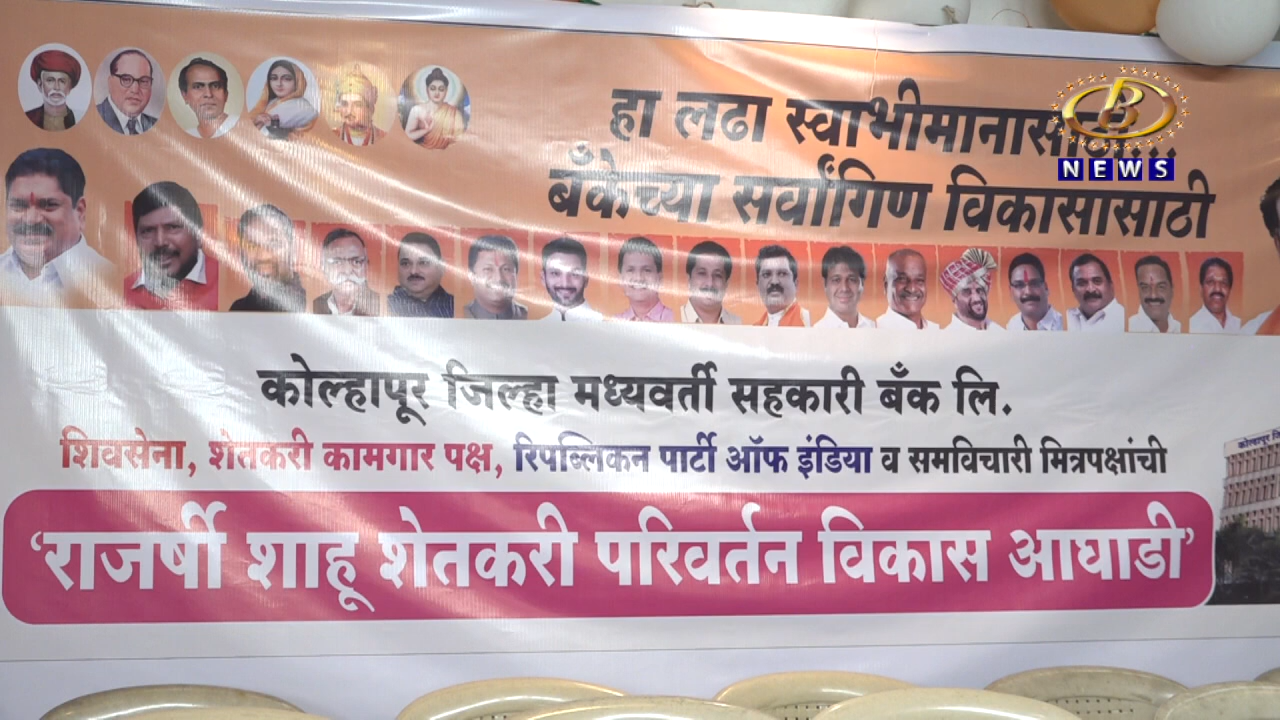 हा लढा स्वाभीमानासाठी...
B
NEWS
बँकेच्या सर्वांगिण विकासासाठी
कोल्हापूर जिल्हा मध्यवर्ती सहकारी बँक लि.
शिवसेना, शेतकरी कामगार पक्ष, रिपब्लिकन पार्टी ऑफ इंडिया व समविचारी मित्रपक्षांची
कोल्हापूर
'राजर्षी शाहू शेतकरी परिवर्तन विकास आघाडी'